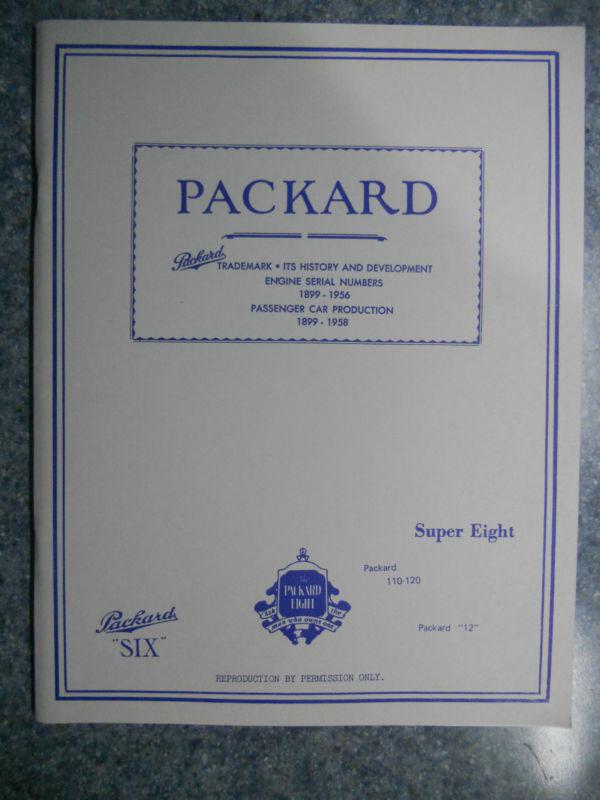 PACKARD
Packard TRADEMARK • ITS HISTORY AND DEVELOPMENT
ENGINE SERIAL NUMBERS
1899 - 1956
PASSENGER CAR PRODUCTION
1899 - 1958
Super Eight
Packard
110-120
The
PACKARD
EIGHT
Ask the
man who owns one
Packard
"SIX"
Packard "12"
REPRODUCTION BY PERMISSION ONLY.